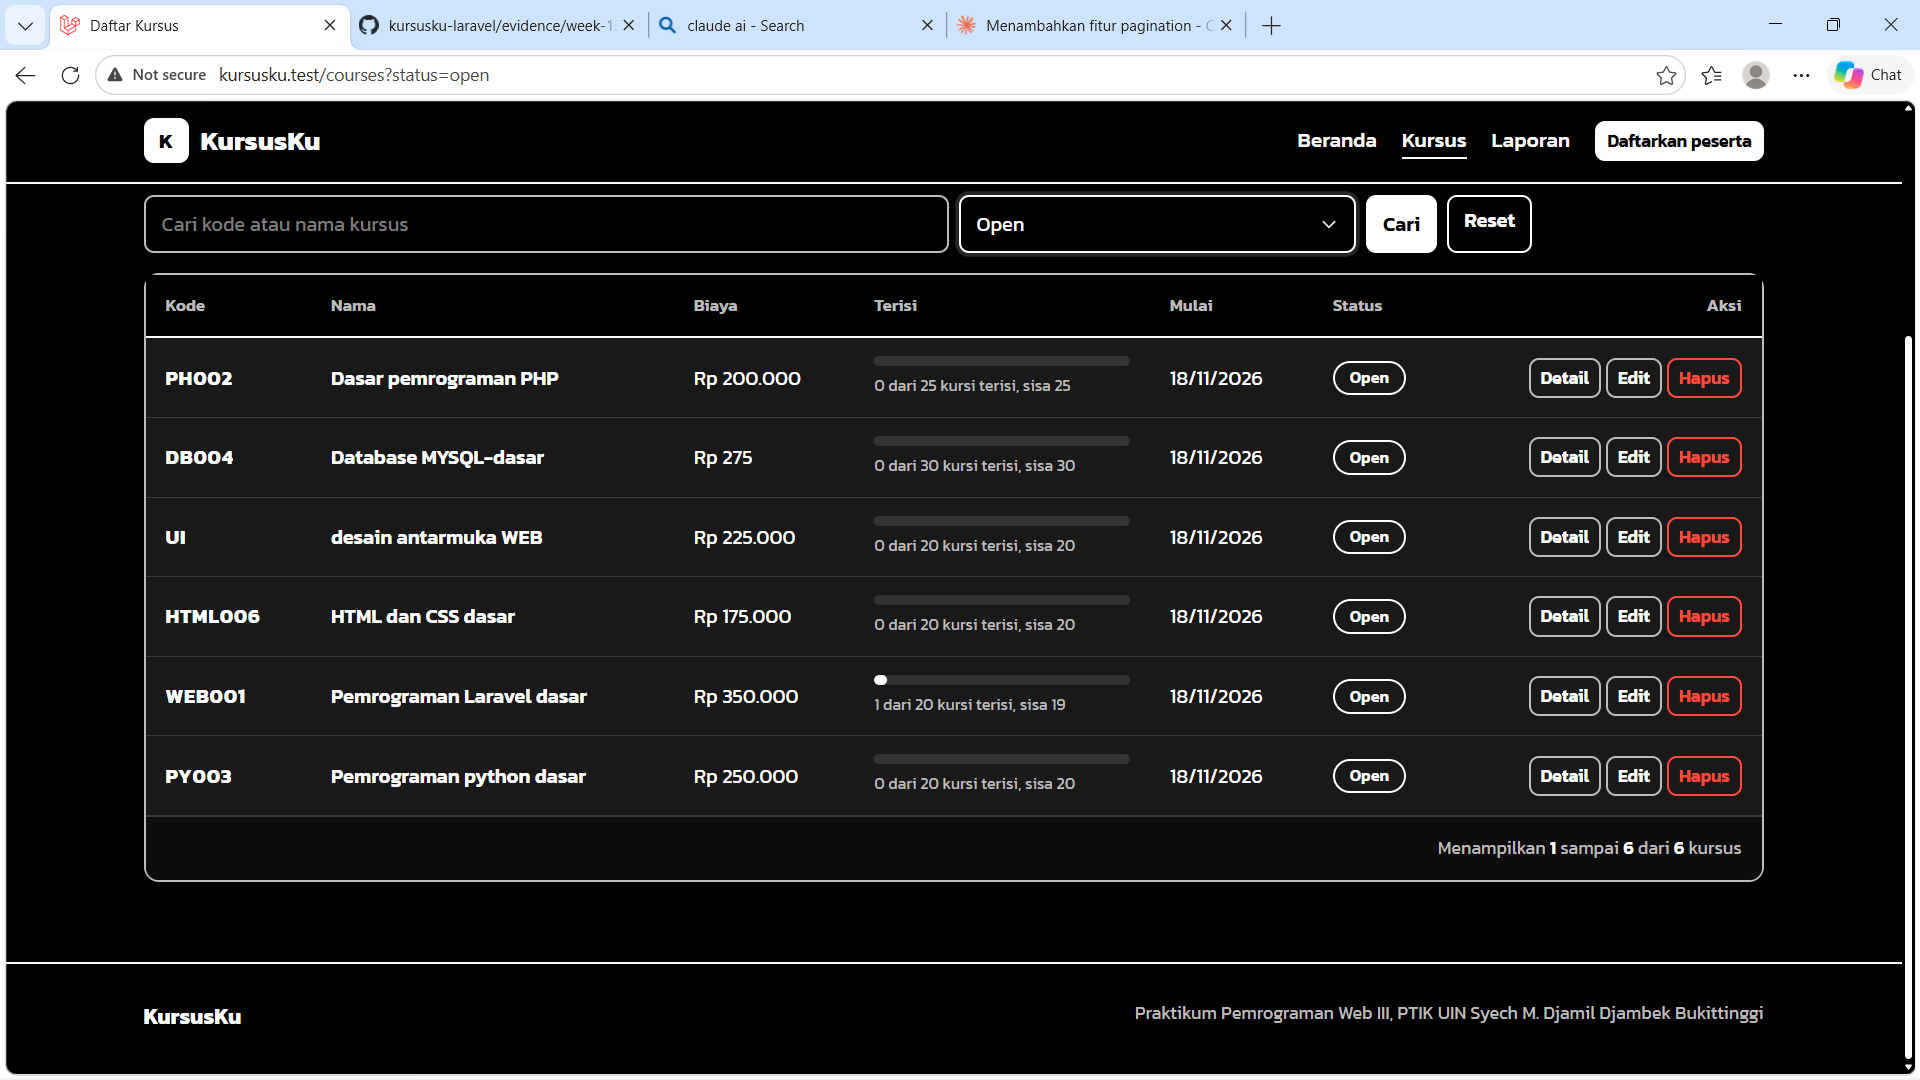 Daftar Kursus
kursusku-laravel/evidence/week-1
claude ai - Search
Menambahkan fitur pagination -
Not secure kursusku.test/courses?status=open
Chat
K KursusKu
Beranda Kursus Laporan Daftarkan peserta
Cari kode atau nama kursus Open Cari Reset
Kode Nama Biaya Terisi Mulai Status Aksi
PH002 Dasar pemrograman PHP Rp 200.000 0 dari 25 kursi terisi, sisa 25 18/11/2026 Open Detail Edit Hapus
DB004 Database MYSQL-dasar Rp 275 0 dari 30 kursi terisi, sisa 30 18/11/2026 Open Detail Edit Hapus
UI desain antarmuka WEB Rp 225.000 0 dari 20 kursi terisi, sisa 20 18/11/2026 Open Detail Edit Hapus
HTML006 HTML dan CSS dasar Rp 175.000 0 dari 20 kursi terisi, sisa 20 18/11/2026 Open Detail Edit Hapus
WEB001 Pemrograman Laravel dasar Rp 350.000 1 dari 20 kursi terisi, sisa 19 18/11/2026 Open Detail Edit Hapus
PY003 Pemrograman python dasar Rp 250.000 0 dari 20 kursi terisi, sisa 20 18/11/2026 Open Detail Edit Hapus
Menampilkan 1 sampai 6 dari 6 kursus
KursusKu
Praktikum Pemrograman Web III, PTIK UIN Syech M. Djamil Djambek Bukittinggi